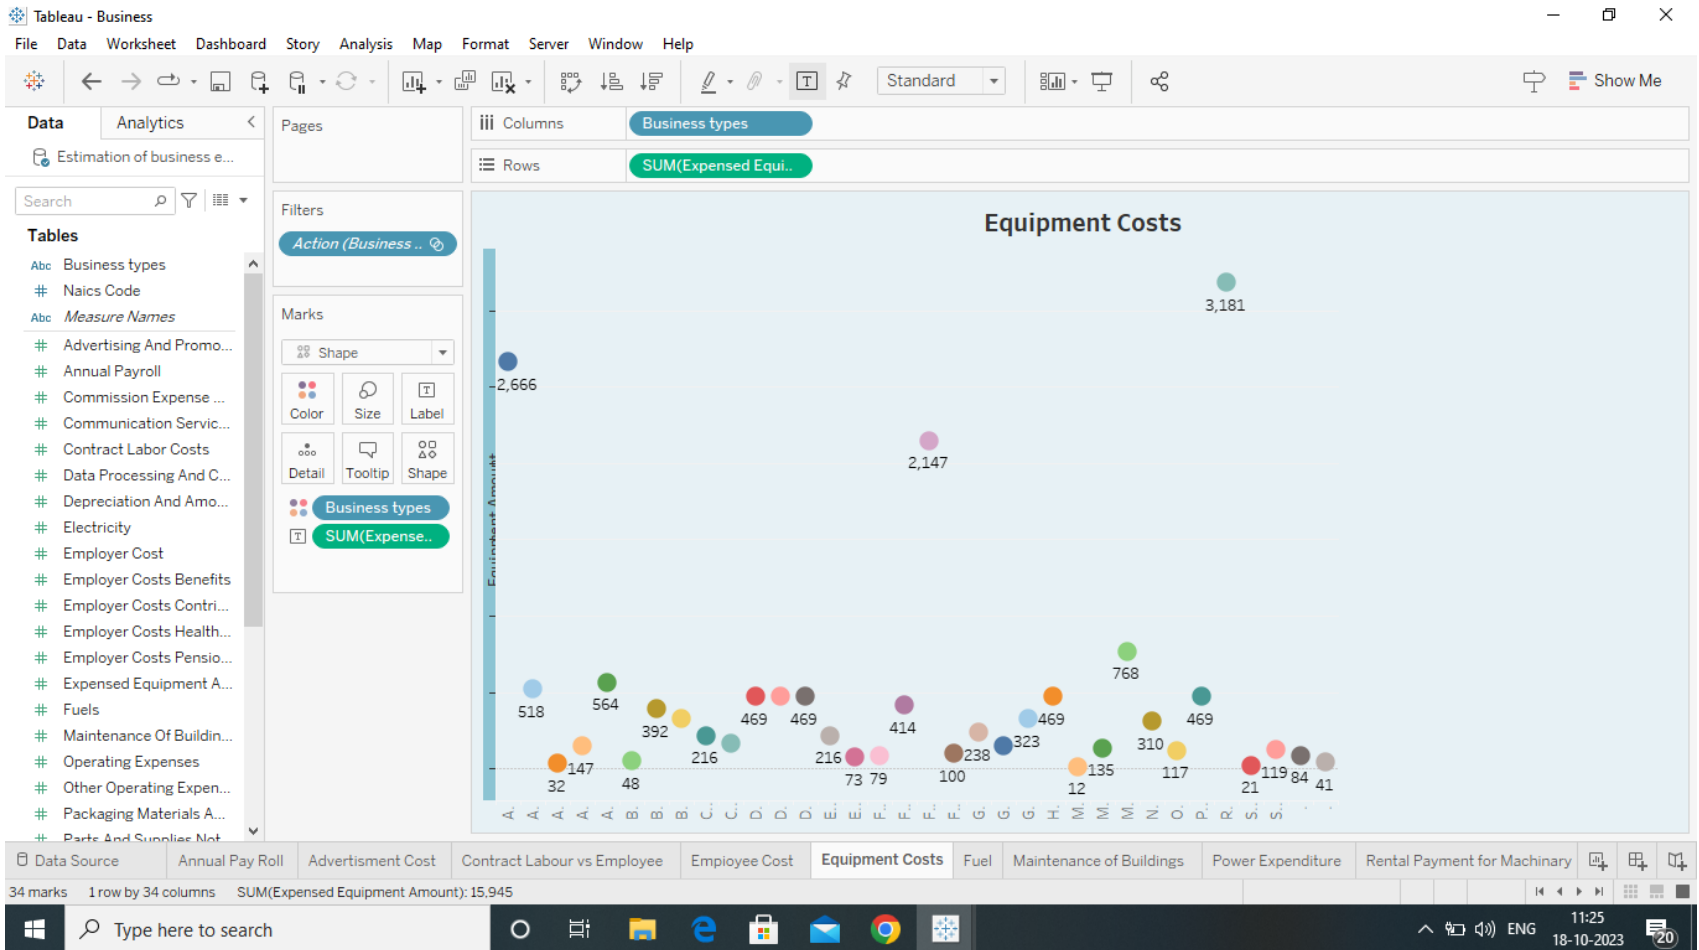 Tableau - Business
File Data Worksheet Dashboard Story Analysis Map Format Server Window Help
Standard
Show Me
Data Analytics
Estimation of business e...
Search
Tables
Abc Business types
# Naics Code
Abc Measure Names
# Advertising And Promo...
# Annual Payroll
# Commission Expense ...
# Communication Servic...
# Contract Labor Costs
# Data Processing And C...
# Depreciation And Amo...
# Electricity
# Employer Cost
# Employer Costs Benefits
# Employer Costs Contri...
# Employer Costs Health...
# Employer Costs Pensio...
# Expensed Equipment A...
# Fuels
# Maintenance Of Buildin...
# Operating Expenses
# Other Operating Expen...
# Packaging Materials A...
# Parts And Supplies Not
Pages
Filters
Action (Business ..
Marks
Shape
Color Size Label
Detail Tooltip Shape
Business types
SUM(Expense..
Columns Business types
Rows SUM(Expensed Equi..
Equipment Costs
Equipment Amount
3,181
2,666
2,147
768
518 564 392 469 469 414 469 469
32 147 48 216 216 73 79 100 238 323 12 135 310 117 21 119 84 41
A. A. A. A. A. B. B. B. C. C. D. D. D. E. E. F. F. F. F. G. G. G. H. M. M. M. N. O. P. R. S. S. . .
Data Source Annual Pay Roll Advertisment Cost Contract Labour vs Employee Empioyee Cost Equipment Costs Fuel Maintenance of Buildings Power Expenditure Rental Payment for Machinary
34 marks 1 row by 34 columns SUM(Expensed Equipment Amount): 15,945
Type here to search
ENG
11:25
18-10-2023
20